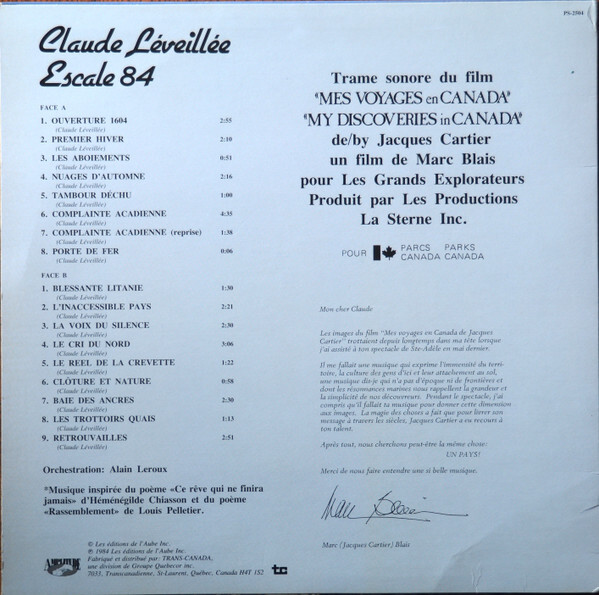 PS-2504
Claude Léveillée
Escale 84
FACE A
1. OUVERTURE 1604 2:55
(Claude Léveillée)
2. PREMIER HIVER 2:10
(Claude Léveillée)
3. LES ABOIEMENTS 0:51
(Claude Léveillée)
4. NUAGES D'AUTOMNE 2:16
(Claude Léveillée)
5. TAMBOUR DÉCHU 1:00
(Claude Léveillée)
6. COMPLAINTE ACADIENNE 4:35
(Claude Léveillée)
7. COMPLAINTE ACADIENNE (reprise) 1:38
(Claude Léveillée)
8. PORTE DE FER 0:06
(Claude Léveillée)
FACE B
1. BLESSANTE LITANIE 1:30
(Claude Léveillée)
2. L'INACCESSIBLE PAYS 2:21
(Claude Léveillée)
3. LA VOIX DU SILENCE 2:30
(Claude Léveillée)
4. LE CRI DU NORD 3:06
(Claude Léveillée)
5. LE REEL DE LA CREVETTE 1:22
(Claude Léveillée)
6. CLÔTURE ET NATURE 0:58
(Claude Léveillée)
7. BAIE DES ANCRES 2:30
(Claude Léveillée)
8. LES TROTTOIRS QUAIS 1:13
(Claude Léveillée)
9. RETROUVAILLES 2:51
(Claude Léveillée)
Orchestration: Alain Leroux
*Musique inspirée du poème «Ce rêve qui ne finira
jamais» d'Héménégilde Chiasson et du poème
«Rassemblement» de Louis Pelletier.
Trame sonore du film
«MES VOYAGES en CANADA»
«MY DISCOVERIES in CANADA»
de/by Jacques Cartier
un film de Marc Blais
pour Les Grands Explorateurs
Produit par Les Productions
La Sterne Inc.
POUR PARCS PARKS
CANADA CANADA
Mon cher Claude
Les images du film "Mes voyages en Canada de Jacques
Cartier" trottaient depuis longtemps dans ma tête lorsque
j'ai assisté à ton spectacle de Ste-Adèle en mai dernier.
Il me fallait une musique qui exprime l'immensité du terri-
toire, la culture des gens d'ici et leur attachement au sol,
une musique dis-je qui n'a pas d'époque ni de frontières et
dont les résonnances marines nous rappellent la grandeur et
la simplicité de nos découvreurs. Pendant le spectacle, j'ai
compris qu'il fallait ta musique pour donner cette dimension
aux images. La magie des choses a fait que pour livrer son
message à travers les siècles, Jacques Cartier a eu recours à
ton talent.
Après tout, nous cherchons peut-être la même chose:
UN PAYS!
Merci de nous faire entendre une si belle musique.
Marc Blais
Marc (Jacques Cartier) Blais
AMPLITUDE
© Les éditions de l'Aube Inc.
℗ 1984 Les éditions de l'Aube Inc.
Fabriqué et distribué par: TRANS-CANADA,
une division de Groupe Quebecor inc.
7033, Transcanadienne, St-Laurent, Québec, Canada H4T 1S2
tc